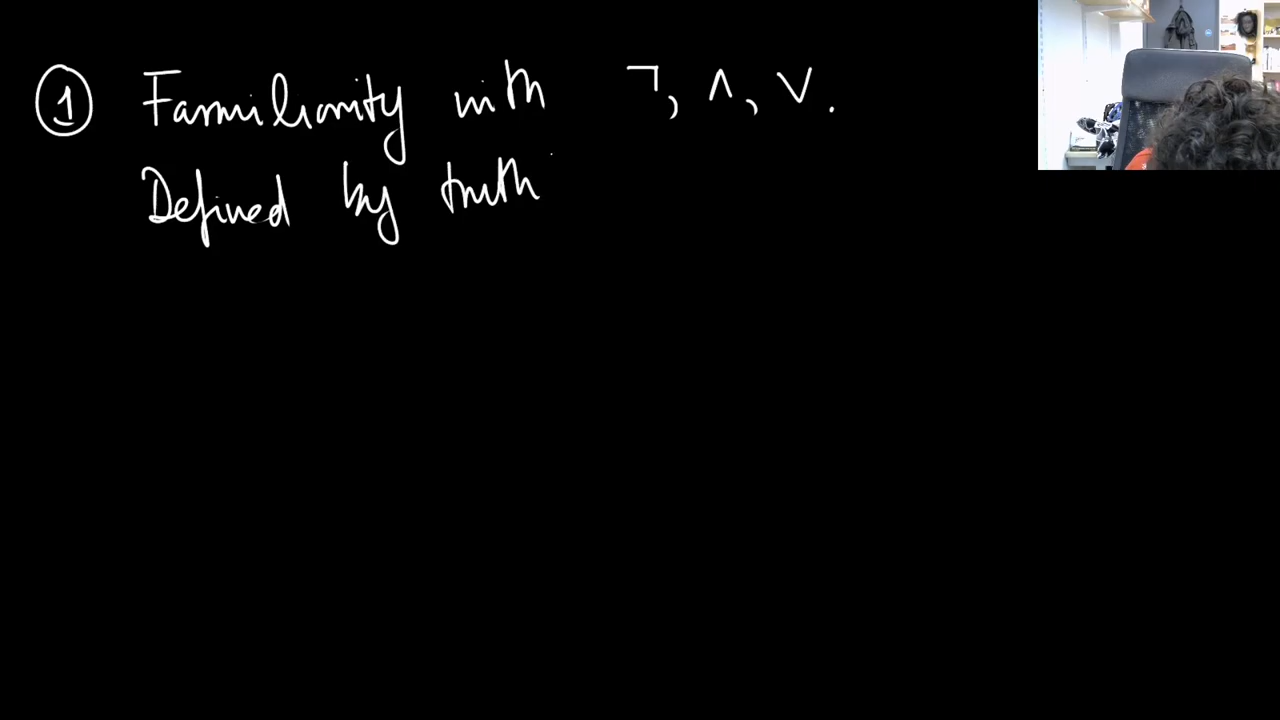 ① Familiarity with ¬, ∧, ∨.
Defined by truth